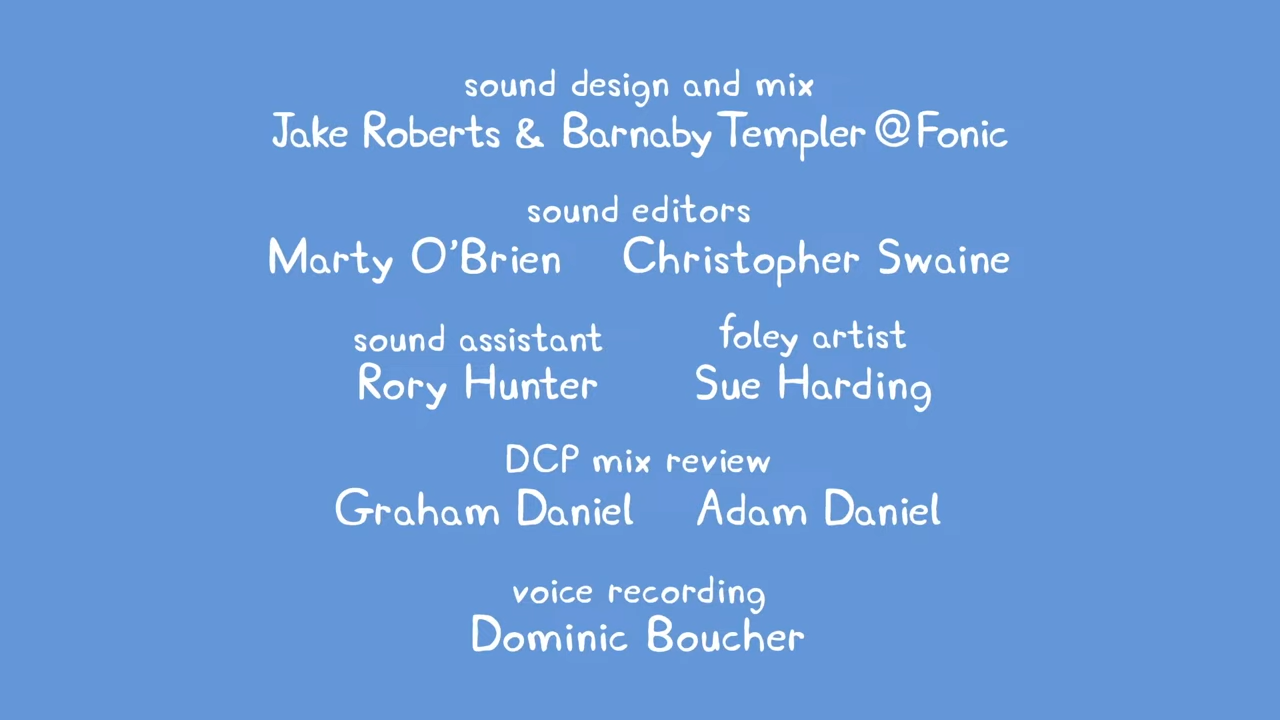 sound design and mix
Jake Roberts & Barnaby Templer @ Fonic
sound editors
Marty O'Brien Christopher Swaine
sound assistant foley artist
Rory Hunter Sue Harding
DCP mix review
Graham Daniel Adam Daniel
voice recording
Dominic Boucher